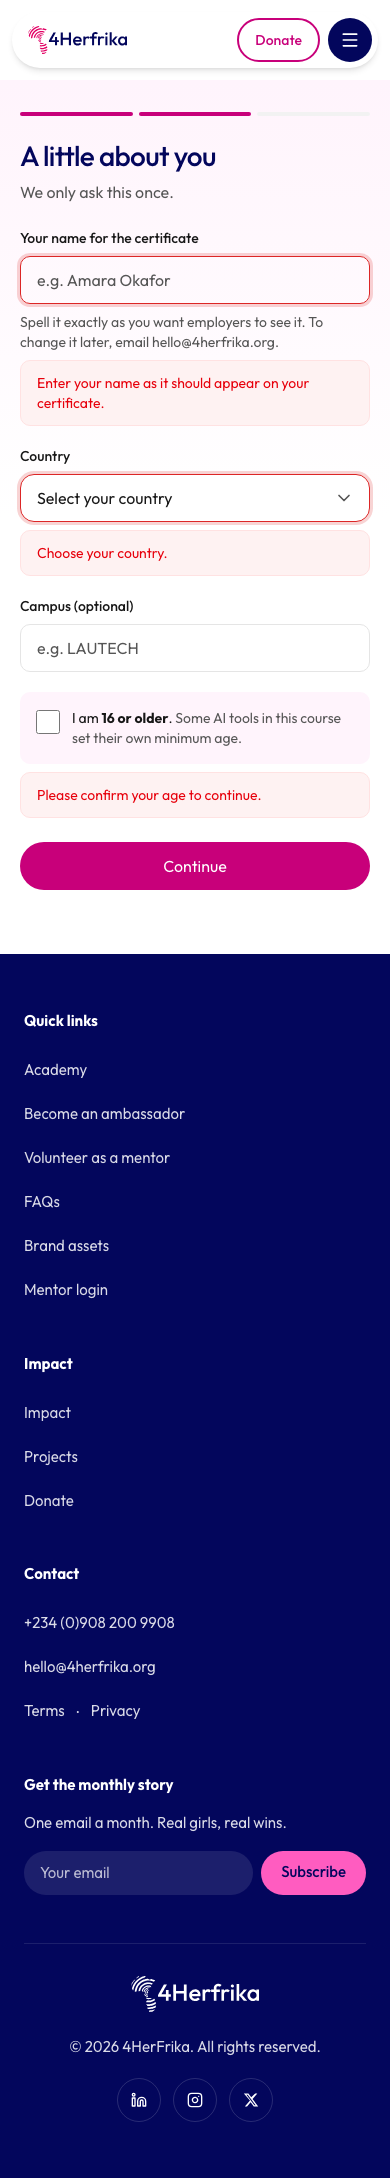 4Herfrika
Donate
A little about you
We only ask this once.
Your name for the certificate
e.g. Amara Okafor
Spell it exactly as you want employers to see it. To
change it later, email hello@4herfrika.org.
Enter your name as it should appear on your
certificate.
Country
Select your country
Choose your country.
Campus (optional)
e.g. LAUTECH
I am 16 or older. Some AI tools in this course
set their own minimum age.
Please confirm your age to continue.
Continue
Quick links
Academy
Become an ambassador
Volunteer as a mentor
FAQs
Brand assets
Mentor login
Impact
Impact
Projects
Donate
Contact
+234 (0)908 200 9908
hello@4herfrika.org
Terms · Privacy
Get the monthly story
One email a month. Real girls, real wins.
Your email
Subscribe
4Herfrika
© 2026 4HerFrika. All rights reserved.